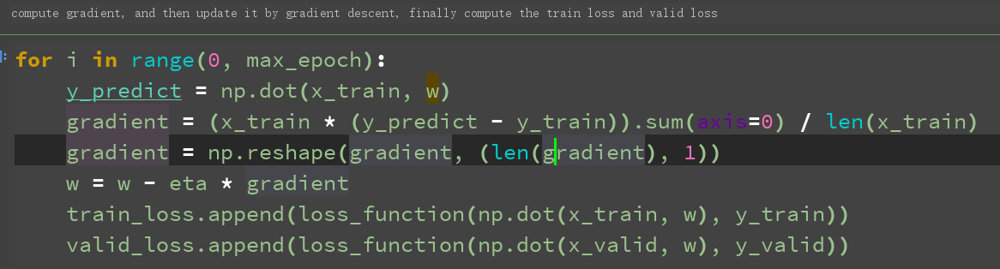 compute gradient, and then update it by gradient descent, finally compute the train loss and valid loss
for i in range(0, max_epoch):
    y_predict = np.dot(x_train, w)
    gradient = (x_train * (y_predict - y_train)).sum(axis=0) / len(x_train)
    gradient = np.reshape(gradient, (len(gradient), 1))
    w = w - eta * gradient
    train_loss.append(loss_function(np.dot(x_train, w), y_train))
    valid_loss.append(loss_function(np.dot(x_valid, w), y_valid))